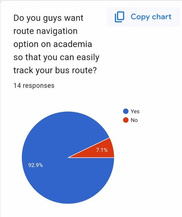 Do you guys want
route navigation
option on academia
so that you can easily
track your bus route?
Copy chart
14 responses
Yes
No
7.1%
92.9%